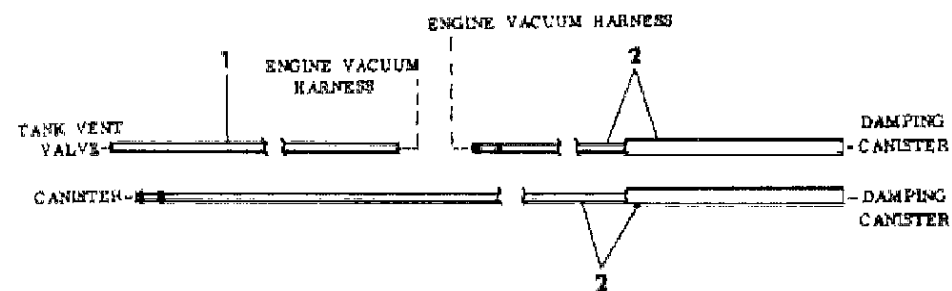 ENGINE VACUUM HARNESS
1
ENGINE VACUUM
HARNESS
2
TANK VENT
VALVE
DAMPING
CANISTER
CANISTER
DAMPING
CANISTER
2